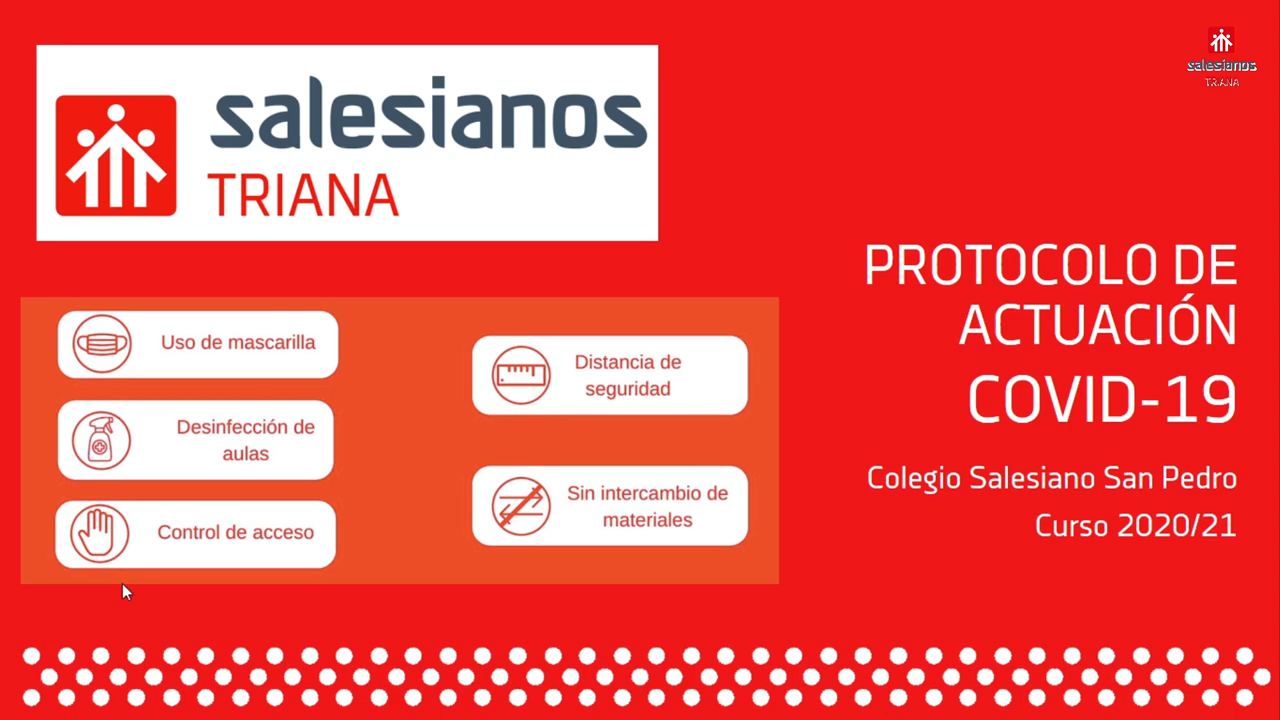 salesianos
TRIANA
salesianos
TRIANA
Uso de mascarilla
Desinfección de
aulas
Control de acceso
Distancia de
seguridad
Sin intercambio de
materiales
PROTOCOLO DE
ACTUACIÓN
COVID-19
Colegio Salesiano San Pedro
Curso 2020/21